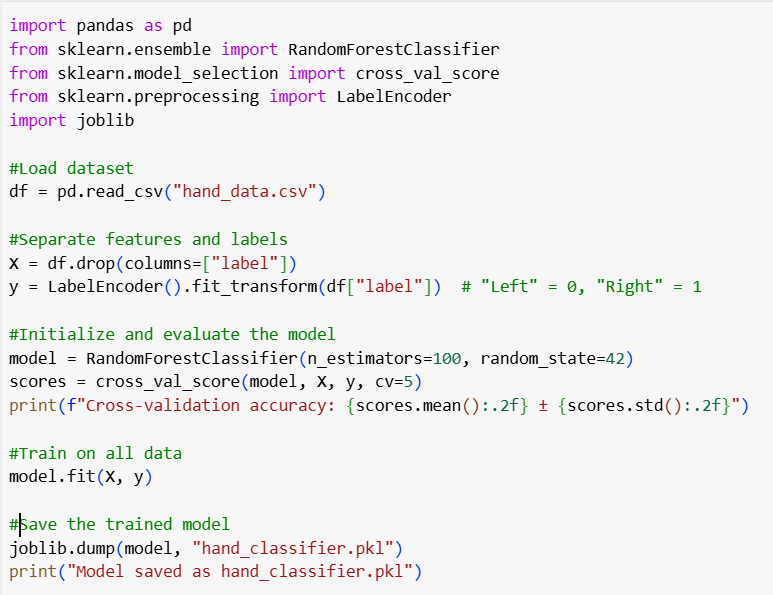 import pandas as pd
from sklearn.ensemble import RandomForestClassifier
from sklearn.model_selection import cross_val_score
from sklearn.preprocessing import LabelEncoder
import joblib

#Load dataset
df = pd.read_csv("hand_data.csv")

#Separate features and labels
X = df.drop(columns=["label"])
y = LabelEncoder().fit_transform(df["label"])  # "Left" = 0, "Right" = 1

#Initialize and evaluate the model
model = RandomForestClassifier(n_estimators=100, random_state=42)
scores = cross_val_score(model, X, y, cv=5)
print(f"Cross-validation accuracy: {scores.mean():.2f} ± {scores.std():.2f}")

#Train on all data
model.fit(X, y)

#Save the trained model
joblib.dump(model, "hand_classifier.pkl")
print("Model saved as hand_classifier.pkl")